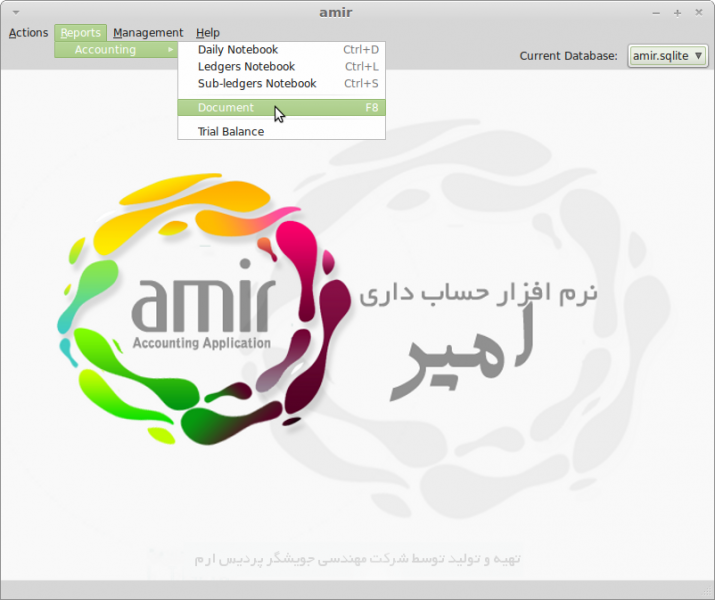 amir
Actions Reports Management Help
Accounting
Daily Notebook Ctrl+D
Ledgers Notebook Ctrl+L
Sub-ledgers Notebook Ctrl+S
Document F8
Trial Balance
Current Database: amir.sqlite
amir
Accounting Application
نرم افزار حساب داری
امیر
تهیه و تولید توسط شرکت مهندسی جویشگر پردیس ارم